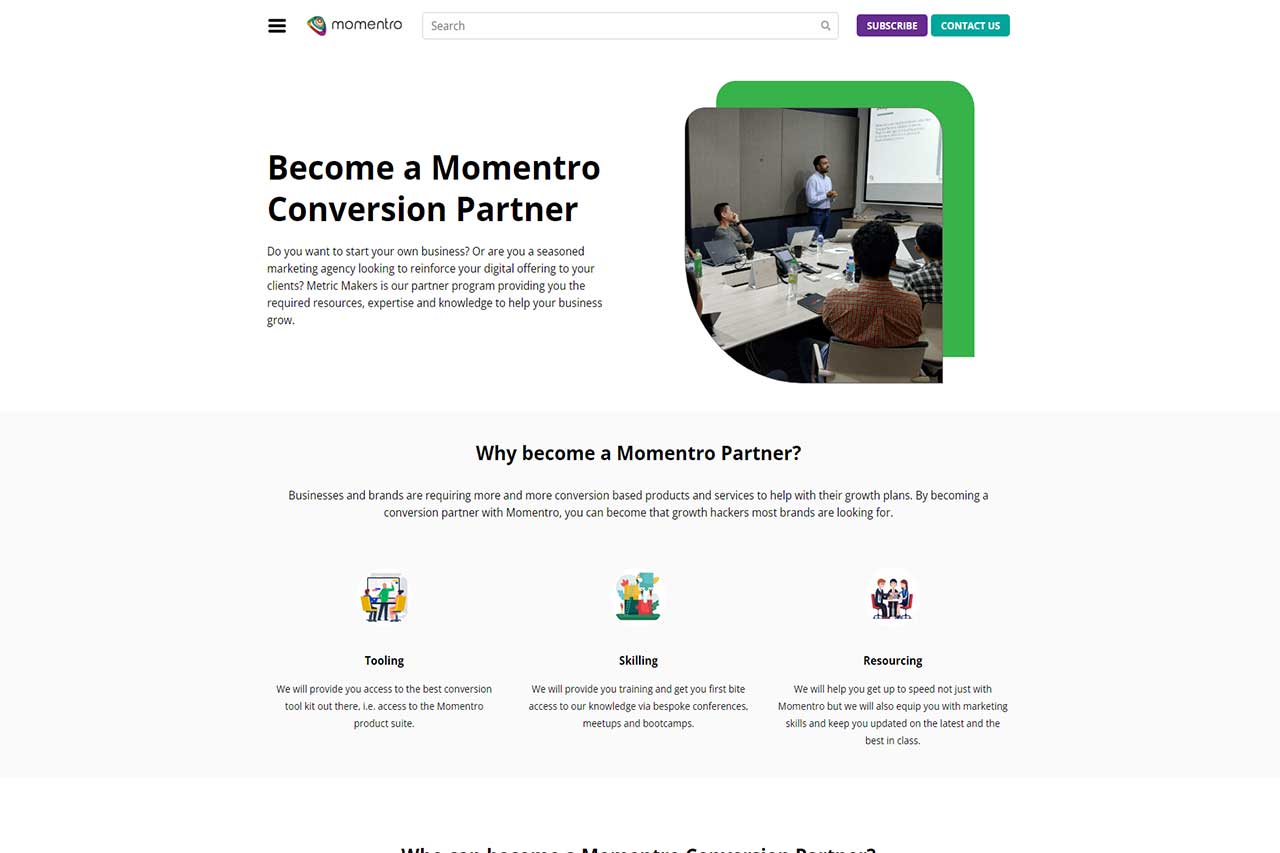 momentro
Search
SUBSCRIBE
CONTACT US
Become a Momentro
Conversion Partner
Do you want to start your own business? Or are you a seasoned
marketing agency looking to reinforce your digital offering to your
clients? Metric Makers is our partner program providing you the
required resources, expertise and knowledge to help your business
grow.
Why become a Momentro Partner?
Businesses and brands are requiring more and more conversion based products and services to help with their growth plans. By becoming a
conversion partner with Momentro, you can become that growth hackers most brands are looking for.
Tooling
We will provide you access to the best conversion
tool kit out there, i.e. access to the Momentro
product suite.
Skilling
We will provide you training and get you first bite
access to our knowledge via bespoke conferences,
meetups and bootcamps.
Resourcing
We will help you get up to speed not just with
Momentro but we will also equip you with marketing
skills and keep you updated on the latest and the
best in class.
Who can become a Momentro Conversion Partner?